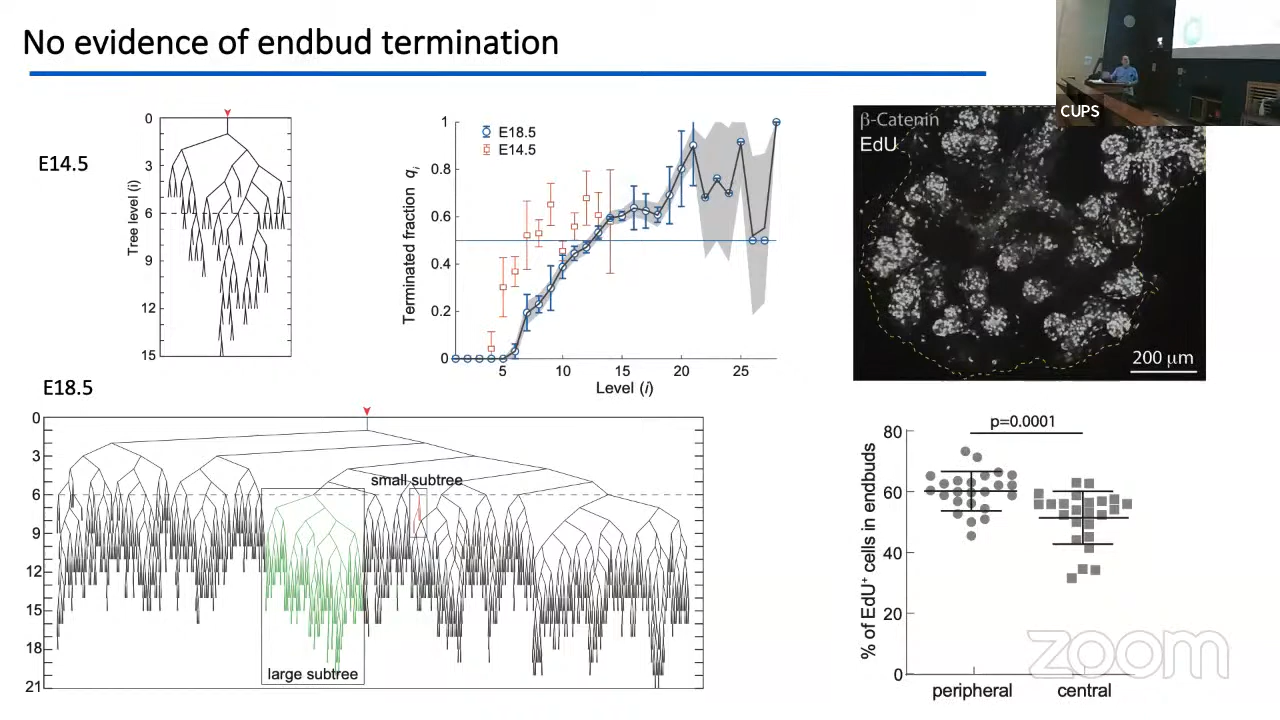 No evidence of endbud termination
CUPS
E14.5
0
3
6
9
12
15
Tree level (i)
1
0.8
0.6
0.4
0.2
0
Terminated fraction qi
E18.5
E14.5
5
10
15
20
25
Level (i)
β-Catenin
EdU
200 µm
E18.5
0
3
6
9
12
15
18
21
small subtree
large subtree
p=0.0001
80
60
40
20
0
% of EdU+ cells in endbuds
peripheral
central
zoom